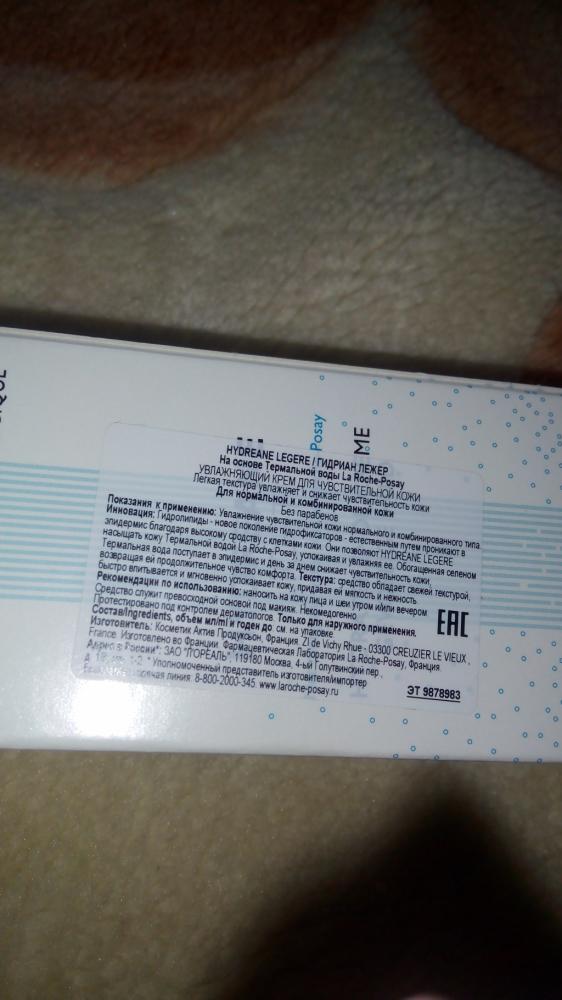 Posay
ME
HYDREANE LEGERE / ГИДРИАН ЛЕЖЕР
На основе Термальной воды La Roche-Posay
УВЛАЖНЯЮЩИЙ КРЕМ ДЛЯ ЧУВСТВИТЕЛЬНОЙ КОЖИ
Легкая текстура увлажняет и снижает чувствительность кожи
Для нормальной и комбинированной кожи
Без парабенов
Показания к применению: Увлажнение чувствительной кожи нормального и комбинированного типа.
Инновация: Гидролипиды - новое поколение гидрофиксаторов - естественным путем проникают в
эпидермис благодаря высокому сродству с клетками кожи. Они позволяют HYDREANE LEGERE
насыщать кожу Термальной водой La Roche-Posay, успокаивая и увлажняя ее. Обогащенная селеном
Термальная вода поступает в эпидермис и день за днем снижает чувствительность кожи,
возвращая ей продолжительное чувство комфорта. Текстура: средство обладает свежей текстурой,
быстро впитывается и мгновенно успокаивает кожу, придавая ей мягкость и нежность
Рекомендации по использованию: наносить на кожу лица и шеи утром и/или вечером.
Средство служит превосходной основой под макияж. Некомедогенно
Протестировано под контролем дерматологов. Только для наружного применения.
Состав/Ingredients, объем мл/ml и годен до: см. на упаковке
Изготовитель: Косметик Актив Продуксьон, Франция, ZI de Vichy Rhue - 03300 CREUZIER LE VIEUX,
France. Изготовлено во Франции. Фармацевтическая Лаборатория La Roche-Posay, Франция.
Адрес в России*: ЗАО "ЛОРЕАЛЬ", 119180 Москва, 4-ый Голутвинский пер.,
* Уполномоченный представитель изготовителя/импортер
линия: 8-800-2000-345. www.laroche-posay.ru
EAC
ЭТ 9878983